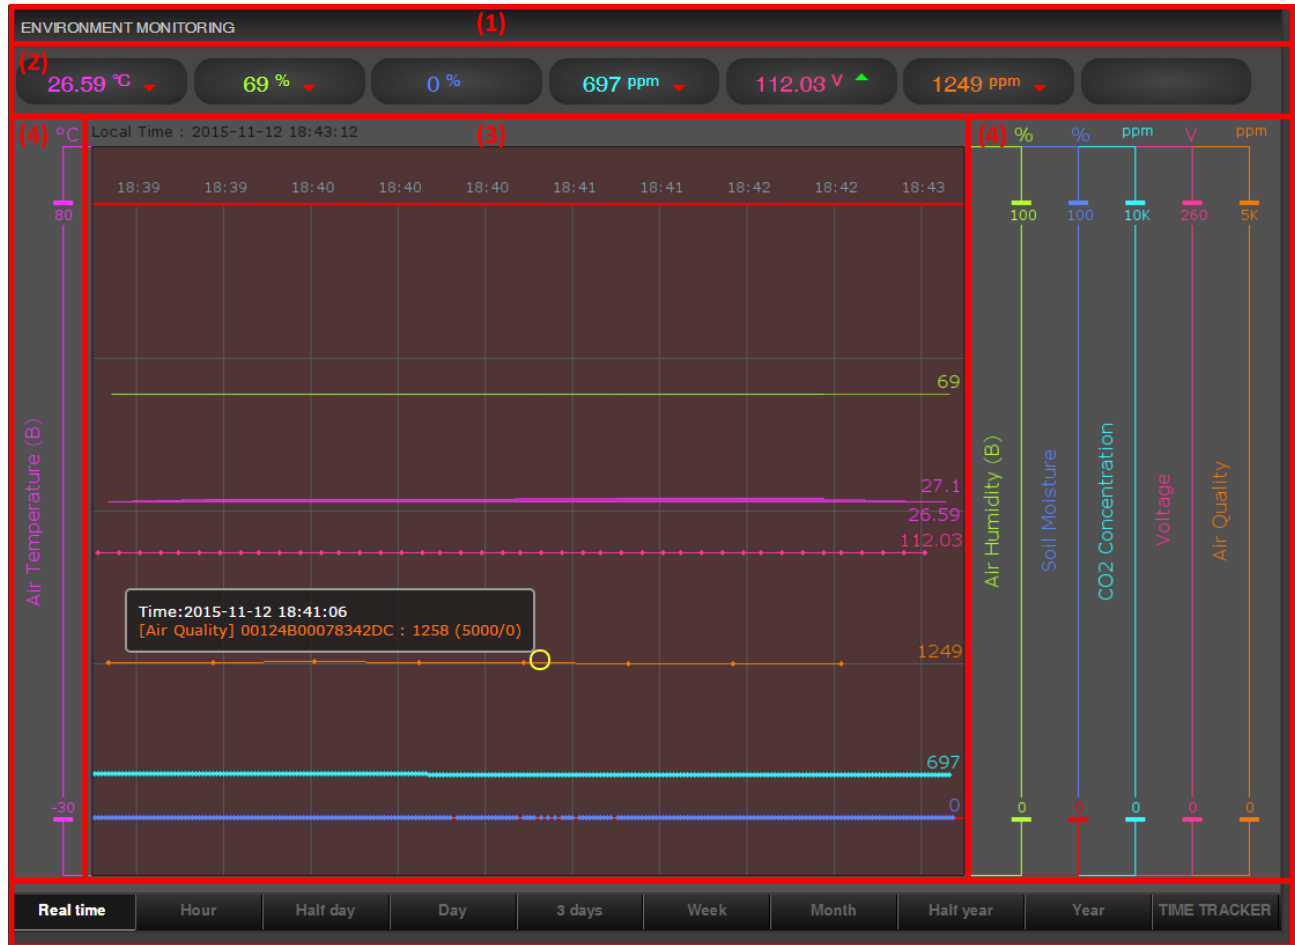 ENVIRONMENT MONITORING
(1)
(2)
26.59 °C
69 %
0 %
697 ppm
112.03 V
1249 ppm
(4)
°C
Local Time : 2015-11-12 18:43:12
(3)
(4)
%
%
ppm
V
ppm
18:39 18:39 18:40 18:40 18:40 18:41 18:41 18:42 18:42 18:43
80
100 100 10K 260 5K
69
27.1
26.59
112.03
Air Temperature (B)
Air Humidity (B)
Soil Moisture
CO2 Concentration
Voltage
Air Quality
Time:2015-11-12 18:41:06
[Air Quality] 00124B00078342DC : 1258 (5000/0)
1249
697
0
-30
0 0 0 0 0
Real time Hour Half day Day 3 days Week Month Half year Year TIME TRACKER